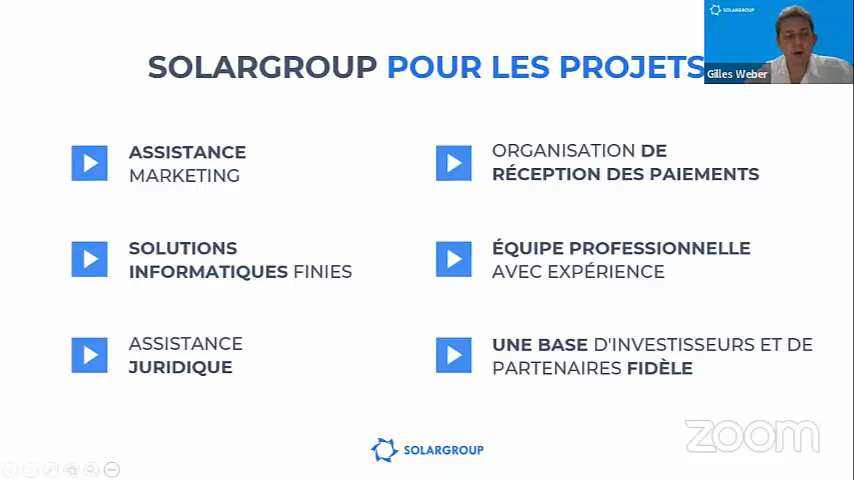 SOLARGROUP
Gilles Weber
SOLARGROUP POUR LES PROJETS
ASSISTANCE
MARKETING
ORGANISATION DE
RÉCEPTION DES PAIEMENTS
SOLUTIONS
INFORMATIQUES FINIES
ÉQUIPE PROFESSIONNELLE
AVEC EXPÉRIENCE
ASSISTANCE
JURIDIQUE
UNE BASE D'INVESTISSEURS ET DE
PARTENAIRES FIDÈLE
SOLARGROUP
zoom